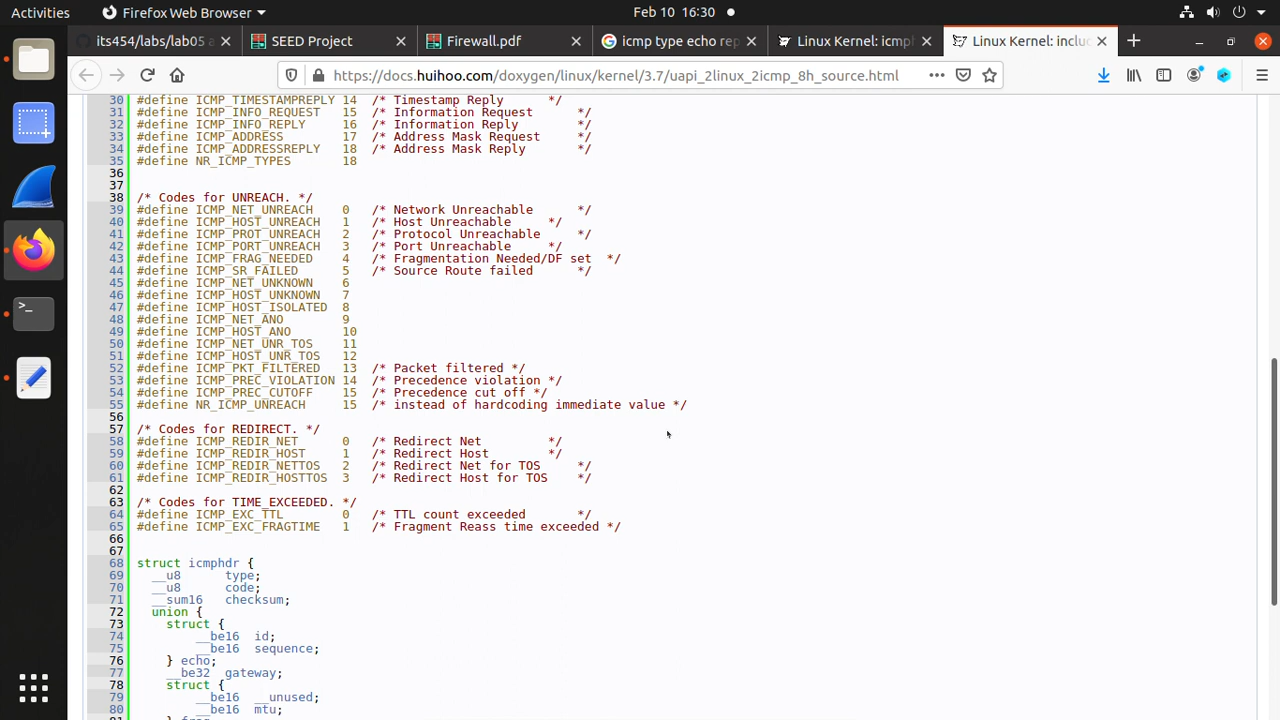 Activities
Firefox Web Browser
Feb 10 16:30
its454/labs/lab05 a
SEED Project
Firewall.pdf
icmp type echo rep
Linux Kernel: icmph
Linux Kernel: inclu
https://docs.huihoo.com/doxygen/linux/kernel/3.7/uapi_2linux_2icmp_8h_source.html
30 #define ICMP_TIMESTAMPREPLY 14 /* Timestamp Reply */
31 #define ICMP_INFO_REQUEST 15 /* Information Request */
32 #define ICMP_INFO_REPLY 16 /* Information Reply */
33 #define ICMP_ADDRESS 17 /* Address Mask Request */
34 #define ICMP_ADDRESSREPLY 18 /* Address Mask Reply */
35 #define NR_ICMP_TYPES 18
36
37
38 /* Codes for UNREACH. */
39 #define ICMP_NET_UNREACH 0 /* Network Unreachable */
40 #define ICMP_HOST_UNREACH 1 /* Host Unreachable */
41 #define ICMP_PROT_UNREACH 2 /* Protocol Unreachable */
42 #define ICMP_PORT_UNREACH 3 /* Port Unreachable */
43 #define ICMP_FRAG_NEEDED 4 /* Fragmentation Needed/DF set */
44 #define ICMP_SR_FAILED 5 /* Source Route failed */
45 #define ICMP_NET_UNKNOWN 6
46 #define ICMP_HOST_UNKNOWN 7
47 #define ICMP_HOST_ISOLATED 8
48 #define ICMP_NET_ANO 9
49 #define ICMP_HOST_ANO 10
50 #define ICMP_NET_UNR_TOS 11
51 #define ICMP_HOST_UNR_TOS 12
52 #define ICMP_PKT_FILTERED 13 /* Packet filtered */
53 #define ICMP_PREC_VIOLATION 14 /* Precedence violation */
54 #define ICMP_PREC_CUTOFF 15 /* Precedence cut off */
55 #define NR_ICMP_UNREACH 15 /* instead of hardcoding immediate value */
56
57 /* Codes for REDIRECT. */
58 #define ICMP_REDIR_NET 0 /* Redirect Net */
59 #define ICMP_REDIR_HOST 1 /* Redirect Host */
60 #define ICMP_REDIR_NETTOS 2 /* Redirect Net for TOS */
61 #define ICMP_REDIR_HOSTTOS 3 /* Redirect Host for TOS */
62
63 /* Codes for TIME_EXCEEDED. */
64 #define ICMP_EXC_TTL 0 /* TTL count exceeded */
65 #define ICMP_EXC_FRAGTIME 1 /* Fragment Reass time exceeded */
66
67
68 struct icmphdr {
69 __u8 type;
70 __u8 code;
71 __sum16 checksum;
72 union {
73 struct {
74 __be16 id;
75 __be16 sequence;
76 } echo;
77 __be32 gateway;
78 struct {
79 __be16 __unused;
80 __be16 mtu;
81 } frag